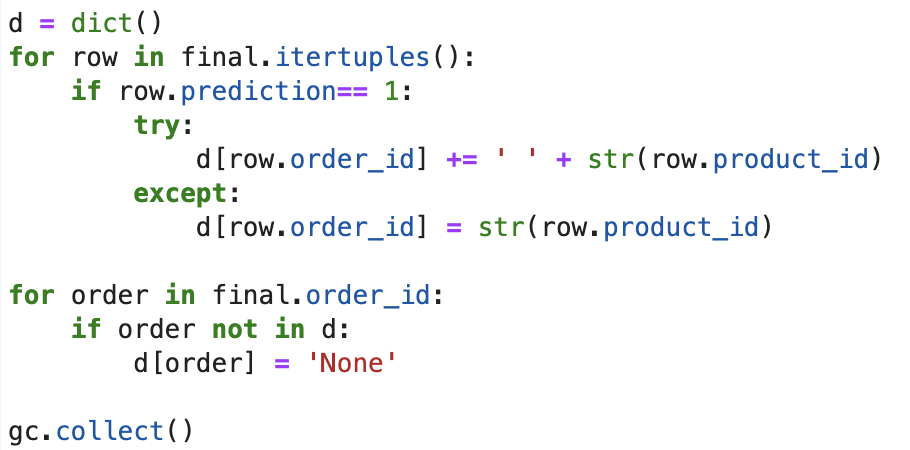 d = dict()
for row in final.itertuples():
    if row.prediction== 1:
        try:
            d[row.order_id] += ' ' + str(row.product_id)
        except:
            d[row.order_id] = str(row.product_id)

for order in final.order_id:
    if order not in d:
        d[order] = 'None'

gc.collect()